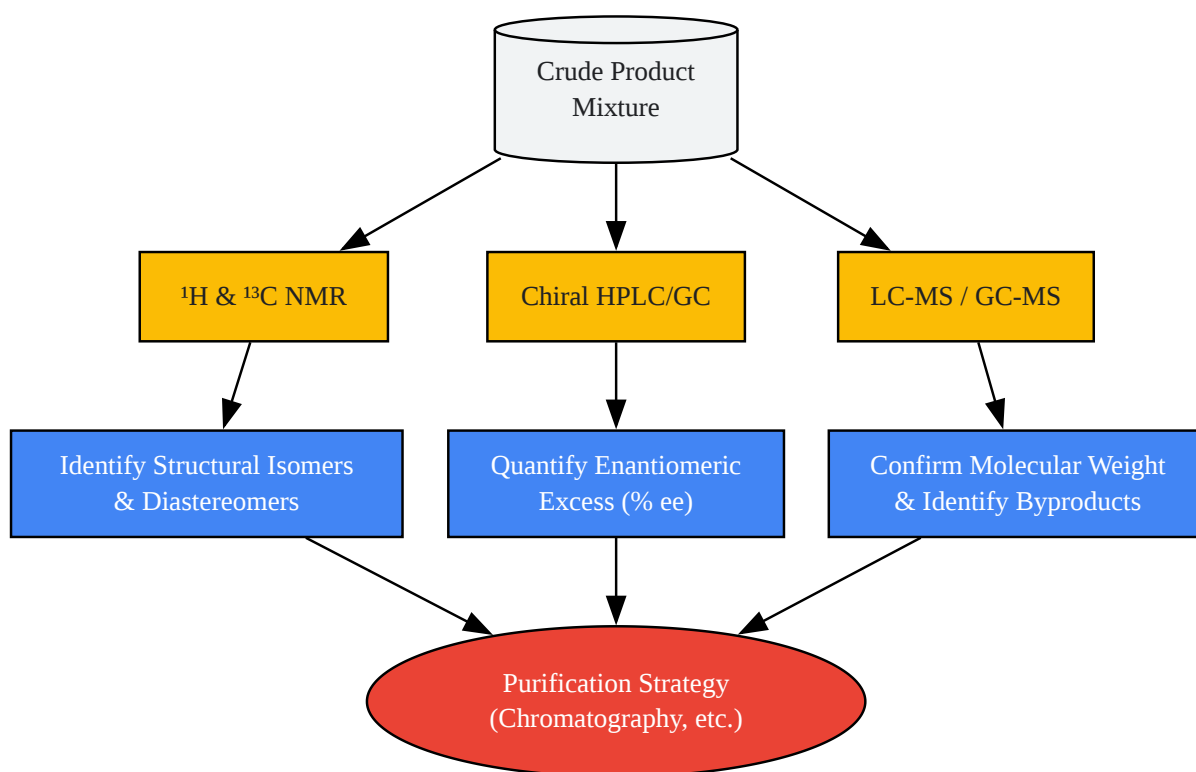 Crude Product
Mixture
¹H & ¹³C NMR
Chiral HPLC/GC
LC-MS / GC-MS
Identify Structural Isomers
& Diastereomers
Quantify Enantiomeric
Excess (% ee)
Confirm Molecular Weight
& Identify Byproducts
Purification Strategy
(Chromatography, etc.)